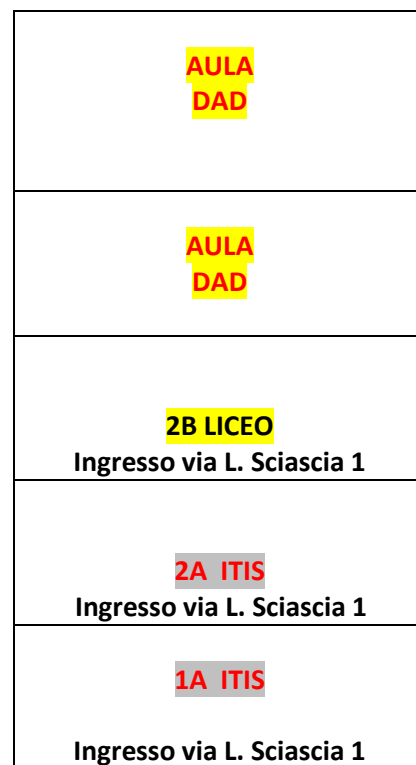 AULA
DAD
AULA
DAD
2B LICEO
Ingresso via L. Sciascia 1
2A ITIS
Ingresso via L. Sciascia 1
1A ITIS
Ingresso via L. Sciascia 1